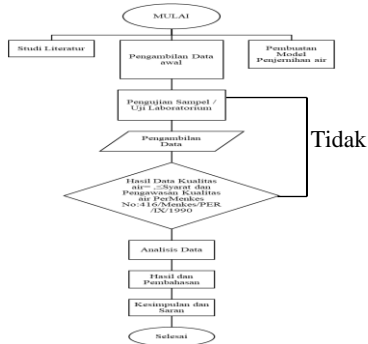 MULAI
Studi Literatur
Pengambilan Data
awal
Pembuatan
Model
Penjernihan air
Pengujian Sampel /
Uji Laboratorium
Pengambilan
Data
Tidak
Hasil Data Kualitas
air= ,≤Syarat dan
Pengawasan Kualitas
air PerMenkes
No:416/Menkes/PER
/IX/1990
Analisis Data
Hasil dan
Pembahasan
Kesimpulan dan
Saran
Selesai